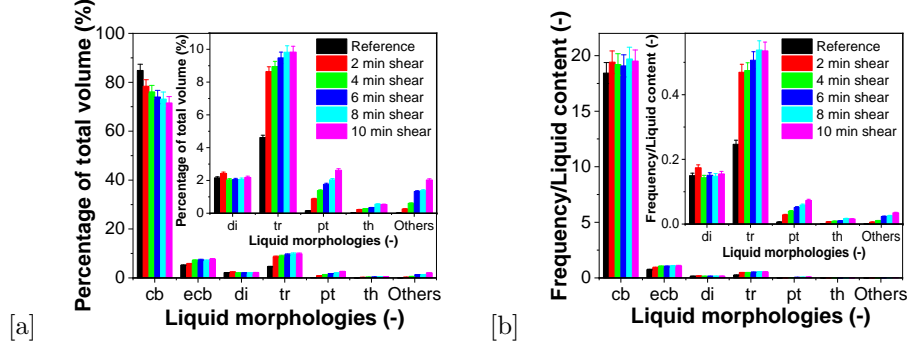 [a]
Percentage of total volume (%)
100
80
60
40
20
0
cb ecb di tr pt th Others
Liquid morphologies (-)
Percentage of total volume (%)
10
8
6
4
2
0
di tr pt th Others
Liquid morphologies (-)
Reference
2 min shear
4 min shear
6 min shear
8 min shear
10 min shear
[b]
Frequency/Liquid content (-)
20
15
10
5
0
cb ecb di tr pt th Others
Liquid morphologies (-)
Frequency/Liquid content (-)
0.4
0.2
0.0
di tr pt th Others
Liquid morphologies (-)
Reference
2 min shear
4 min shear
6 min shear
8 min shear
10 min shear